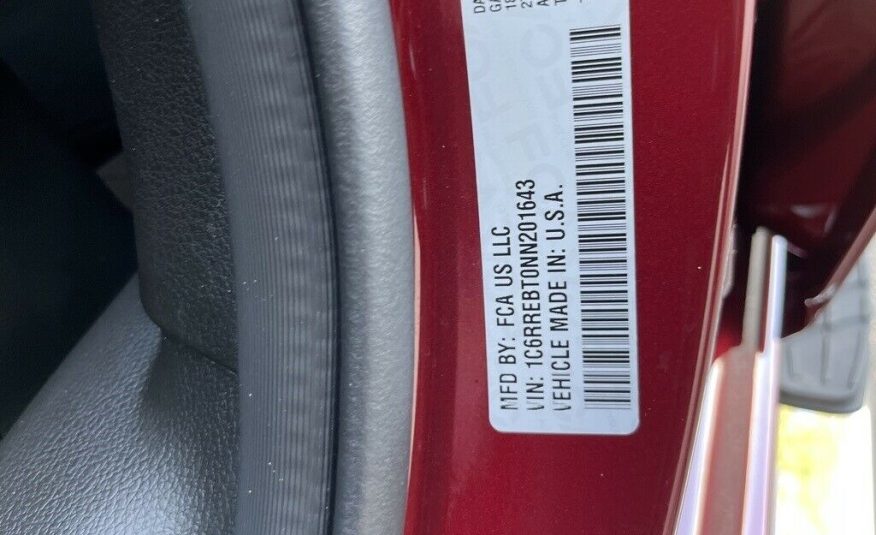 MFD BY: FCA US LLC
VIN: 1C6RREBT0NN201643
VEHICLE MADE IN: U.S.A.